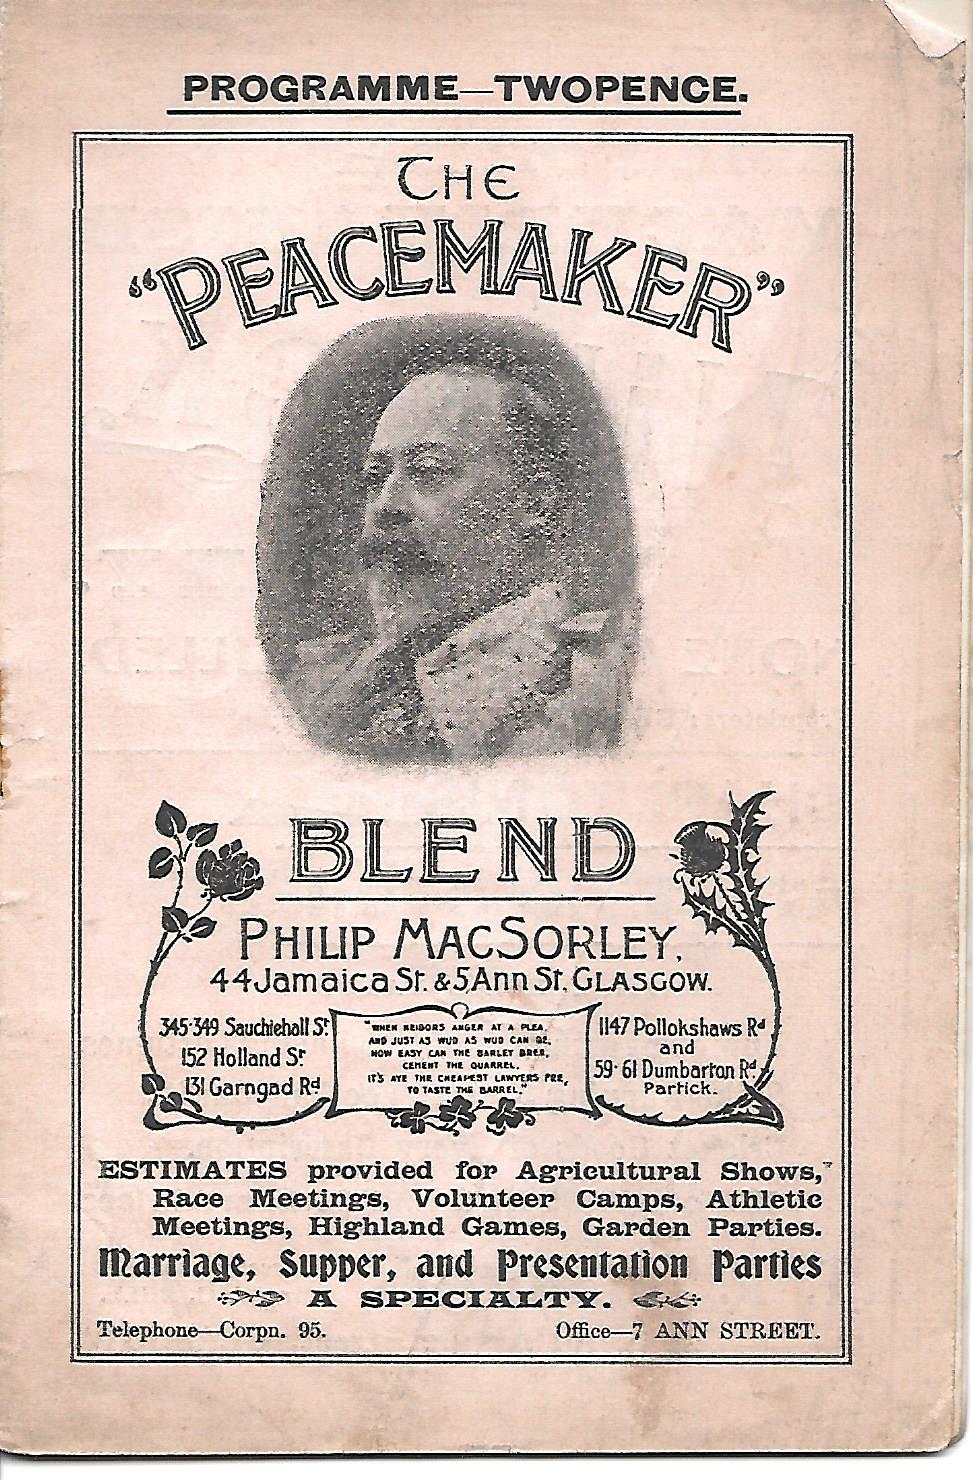 PROGRAMME—TWOPENCE.
THE
“PEACEMAKER”
BLEND
PHILIP MACSORLEY,
44 Jamaica St. & 5, Ann St. GLASGOW.
345·349 Sauchiehall St
152 Holland St
131 Garngad Rd
"WHEN NEIBORS ANGER AT A PLEA,
AND JUST AS WUD AS WUD CAN BE,
HOW EASY CAN THE BARLEY BREE,
CEMENT THE QUARREL.
IT'S AYE THE CHEAPEST LAWYERS FEE,
TO TASTE THE BARREL."
1147 Pollokshaws Rd
and
59·61 Dumbarton Rd
Partick.
ESTIMATES provided for Agricultural Shows,
Race Meetings, Volunteer Camps, Athletic
Meetings, Highland Games, Garden Parties.
Marriage, Supper, and Presentation Parties
A SPECIALTY.
Telephone—Corpn. 95.
Office—7 ANN STREET.